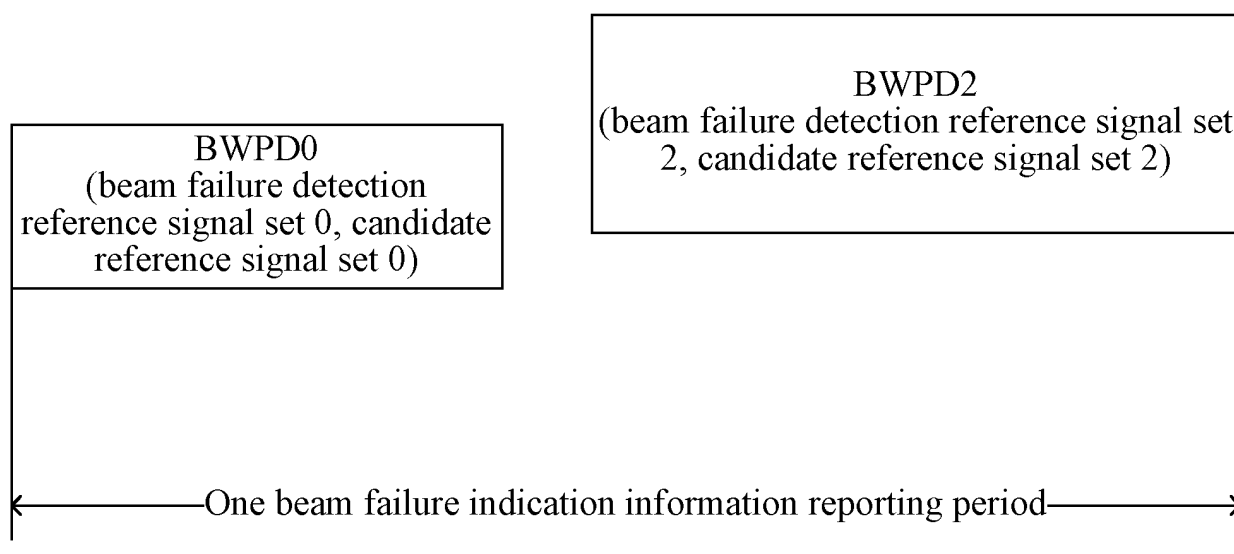 BWPD0
(beam failure detection
reference signal set 0, candidate
reference signal set 0)
BWPD2
(beam failure detection reference signal set
2, candidate reference signal set 2)
One beam failure indication information reporting period